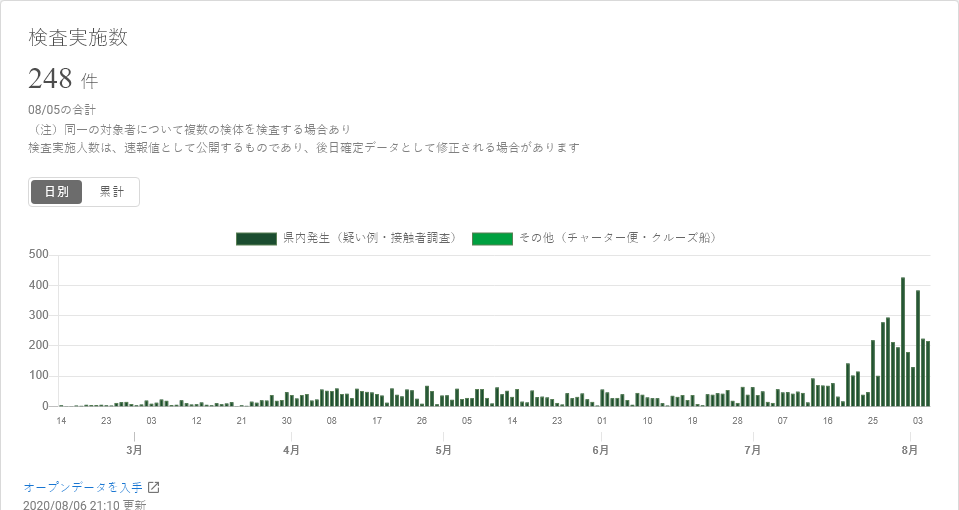 検査実施数
248 件
08/05の合計
（注）同一の対象者について複数の検体を検査する場合あり
検査実施人数は、速報値として公開するものであり、後日確定データとして修正される場合があります
日別 累計
県内発生（疑い例・接触者調査） その他（チャーター便・クルーズ船）
500
400
300
200
100
0
14 23 03 12 21 30 08 17 26 05 14 23 01 10 19 28 07 16 25 03
3月 4月 5月 6月 7月 8月
オープンデータを入手
2020/08/06 21:10 更新